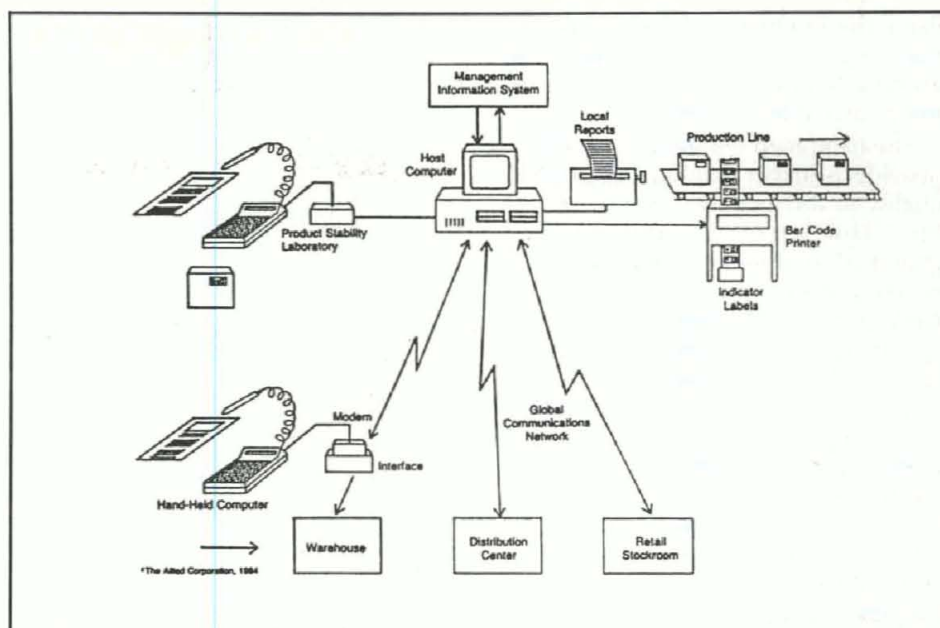 Management
Information System
Local
Reports
Production Line
Host
Computer
Product Stability
Laboratory
Bar Code
Printer
Indicator
Labels
Modem
Global
Communications
Network
Interface
Hand-Held Computer
Warehouse
Distribution
Center
Retail
Stockroom
*The Allied Corporation, 1984